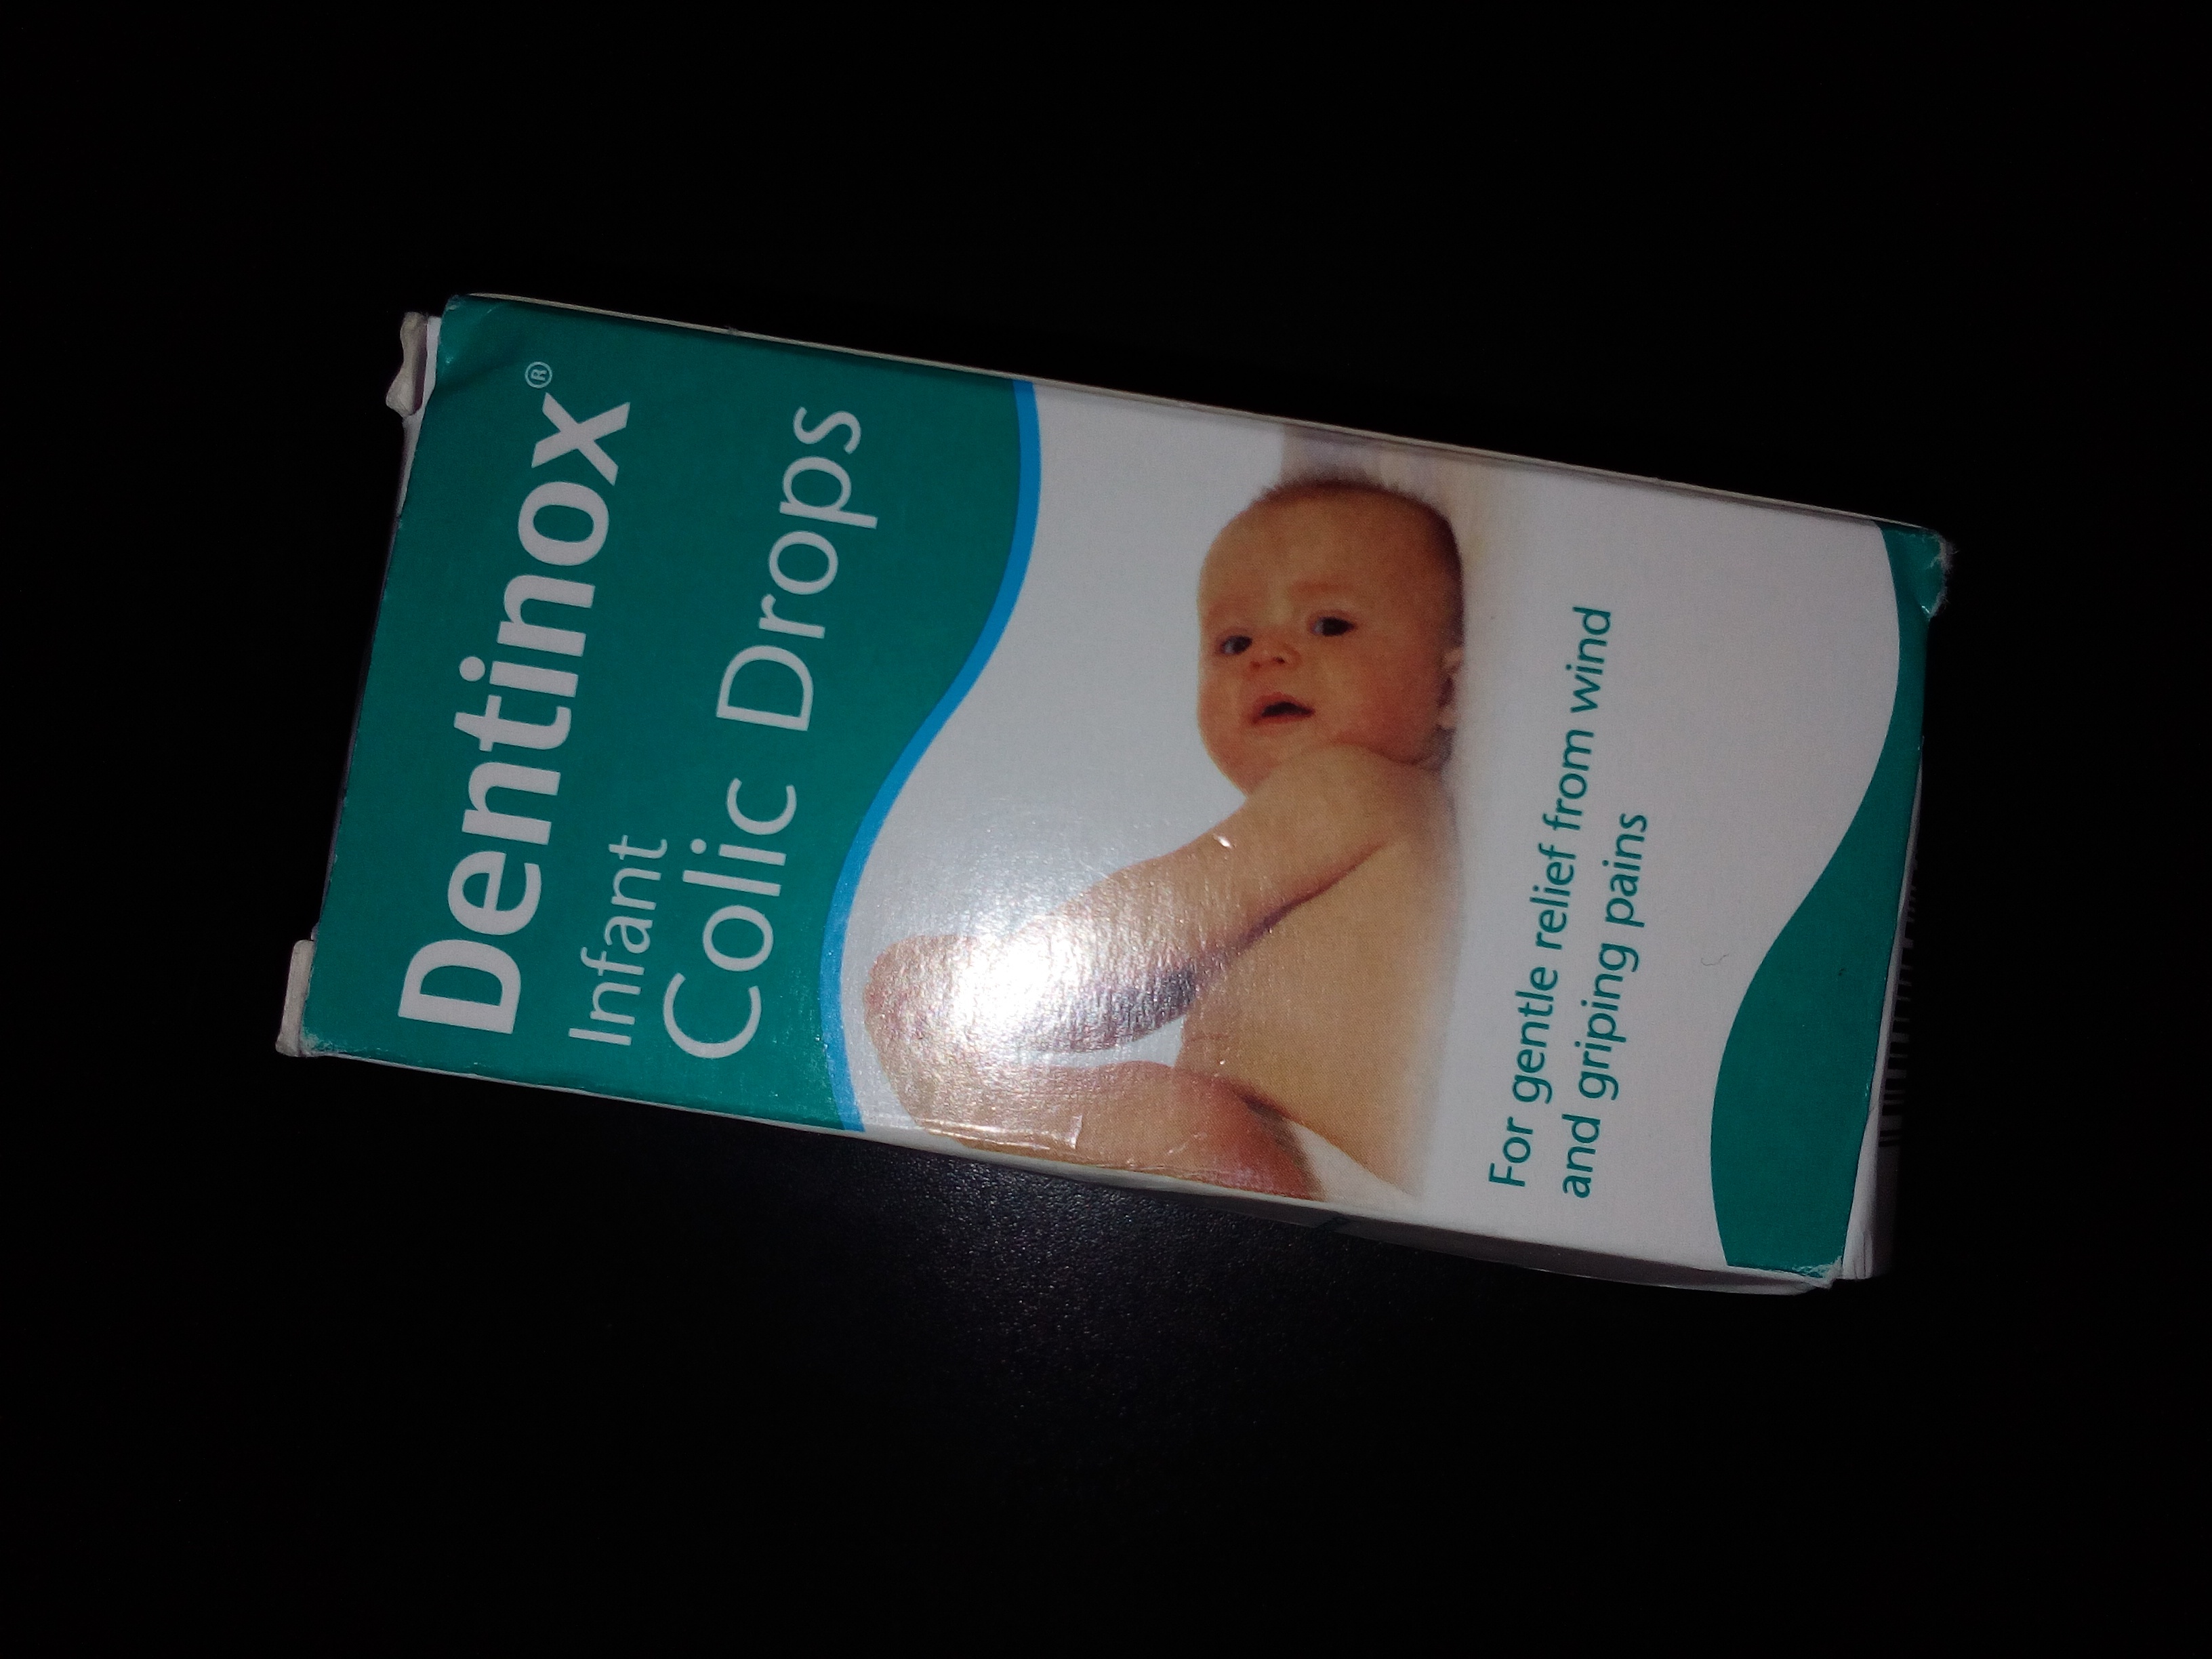 Dentinox®
Infant
Colic Drops
For gentle relief from wind
and griping pains